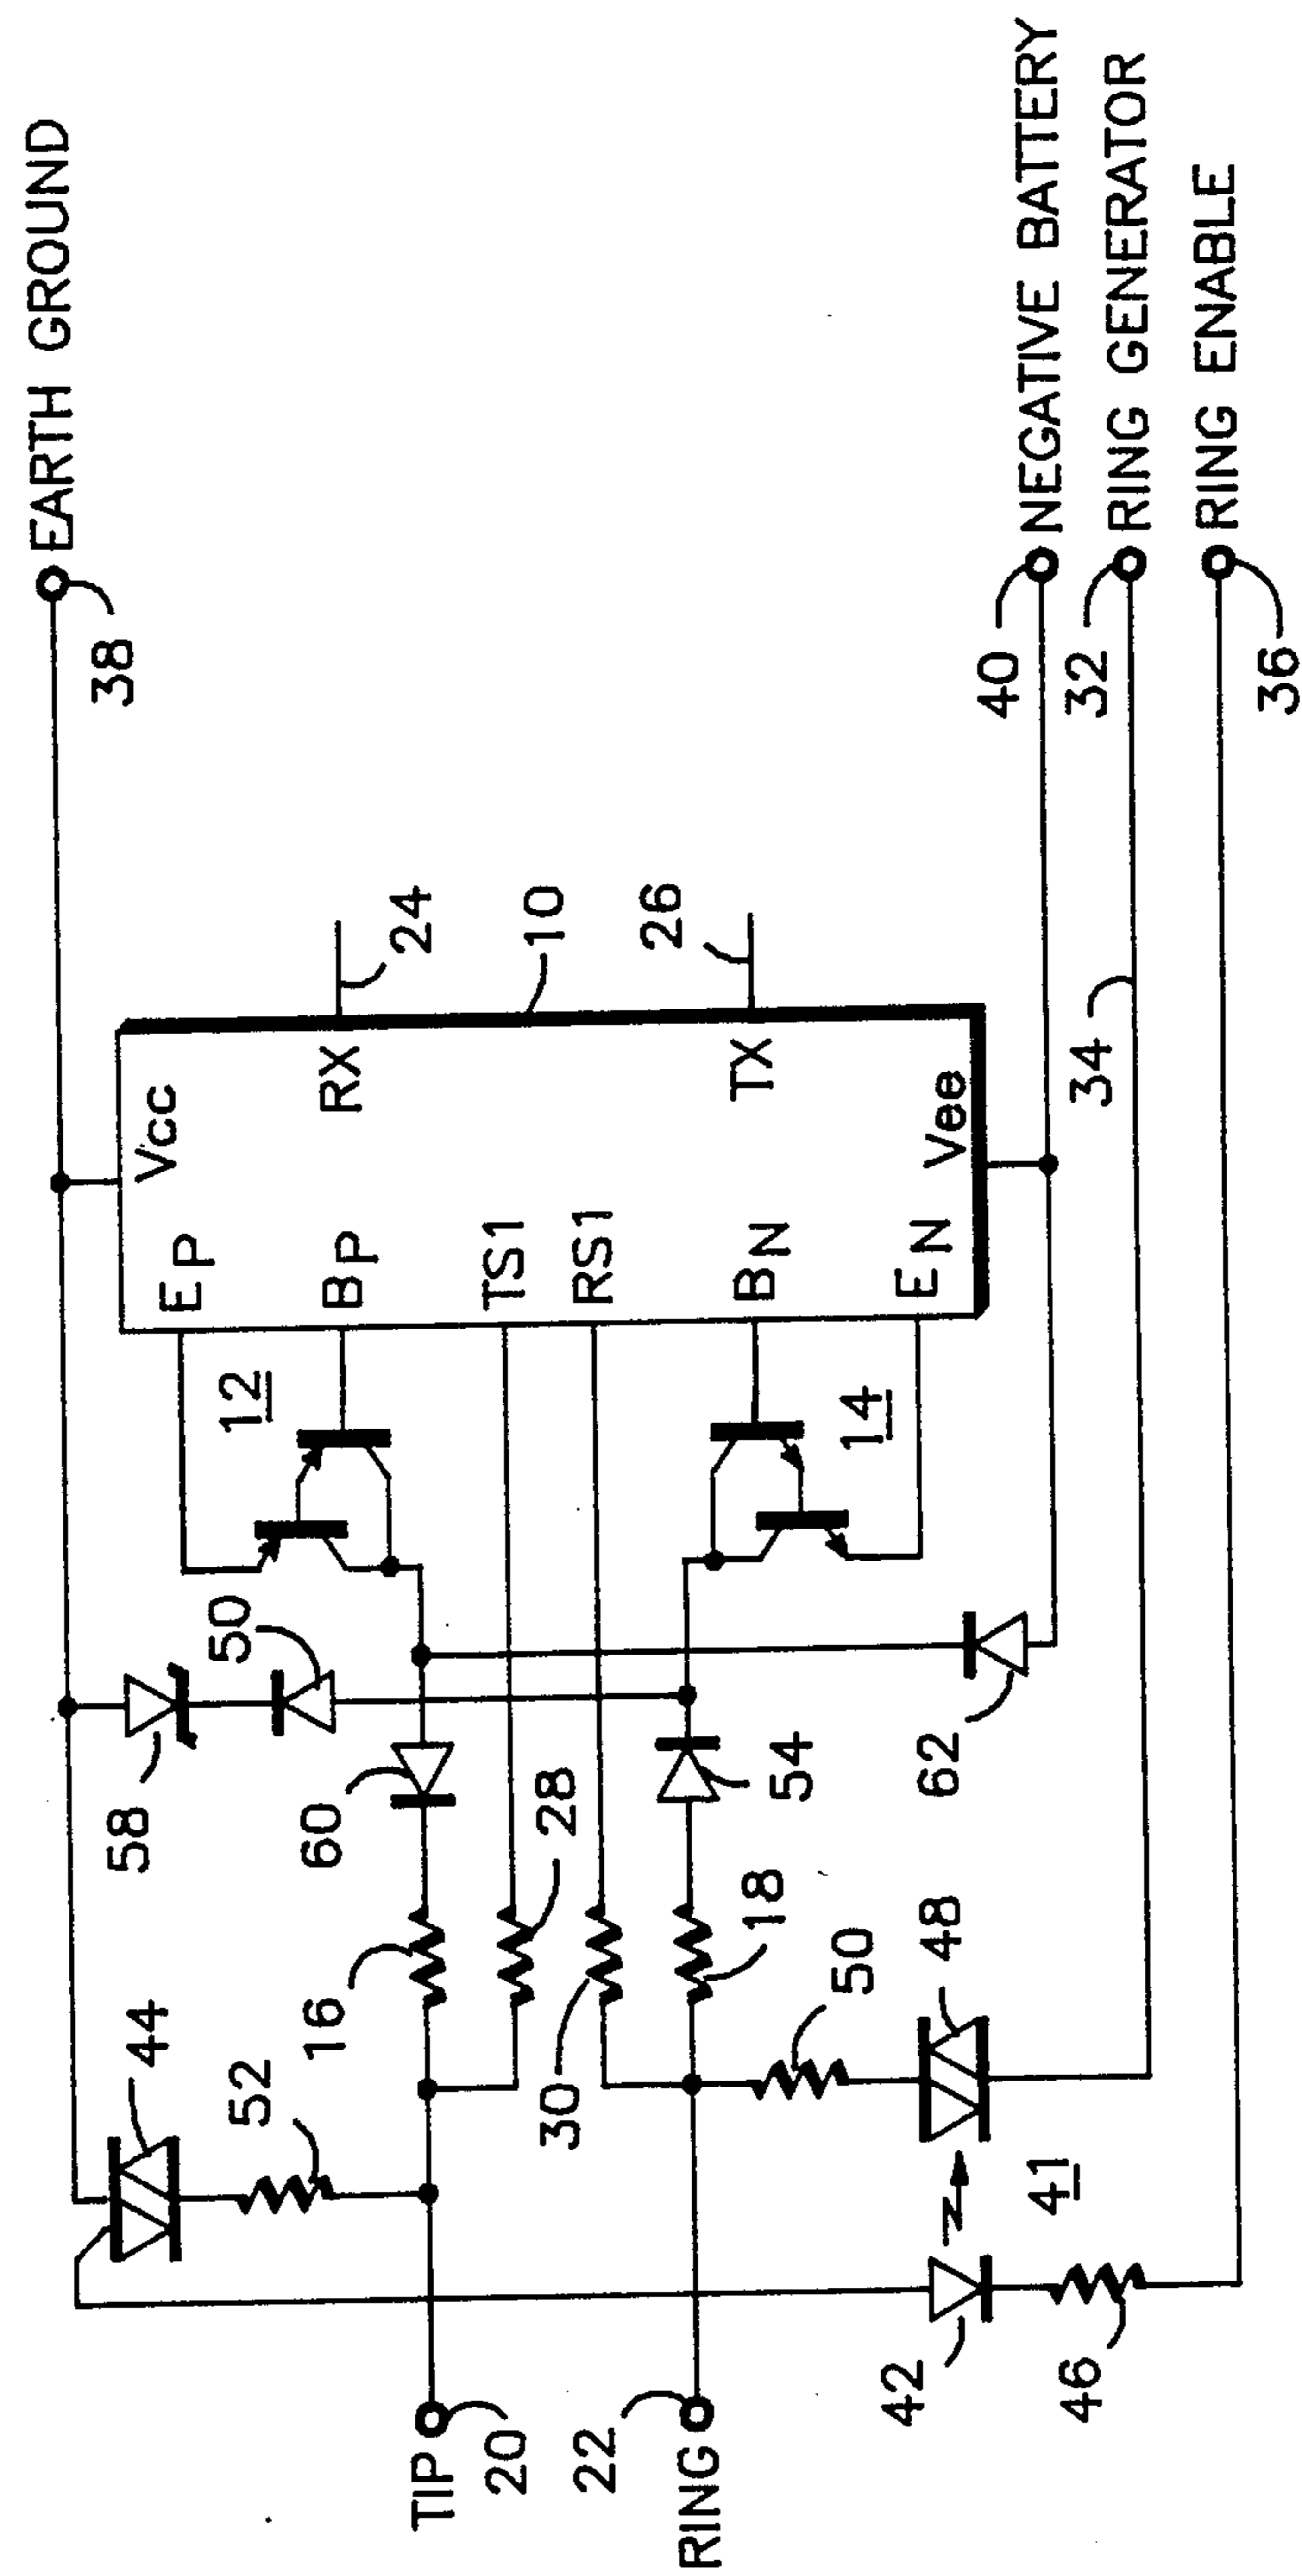 EARTH GROUND
38
44
52
58
50
12
EP
Vcc
BP
RX
24
10
16
60
28
TS1
RS1
TIP
20
22
RING
30
18
54
14
BN
EN
TX
26
Vee
50
48
62
42
46
41
34
40
NEGATIVE BATTERY
32
RING GENERATOR
36
RING ENABLE